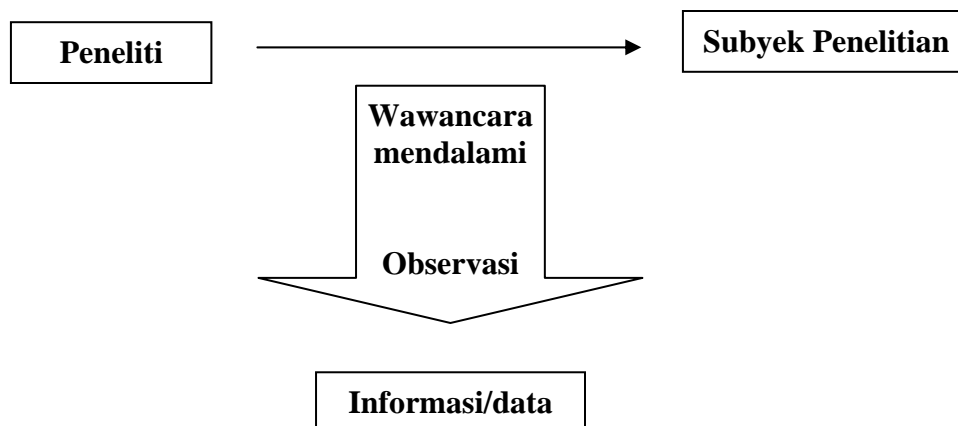 Peneliti
Subyek Penelitian
Wawancara
mendalami
Observasi
Informasi/data